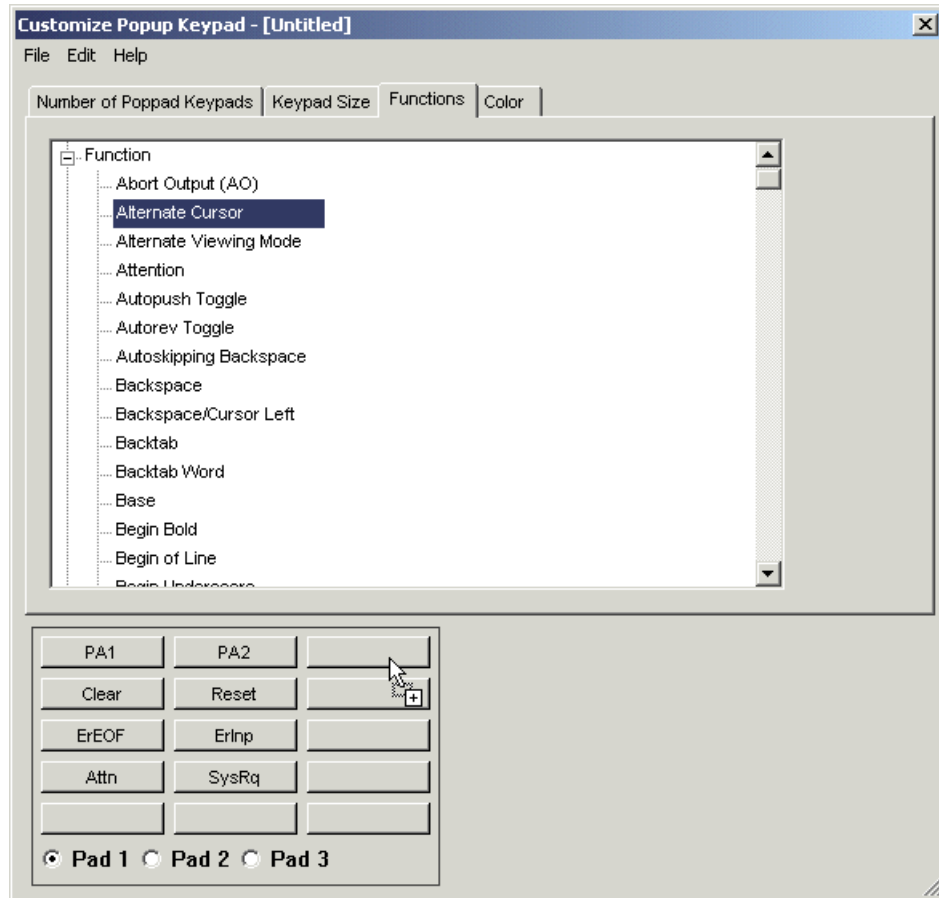 Customize Popup Keypad - [Untitled]
File Edit Help
Number of Poppad Keypads Keypad Size Functions Color
Function
Abort Output (AO)
Alternate Cursor
Alternate Viewing Mode
Attention
Autopush Toggle
Autorev Toggle
Autoskipping Backspace
Backspace
Backspace/Cursor Left
Backtab
Backtab Word
Base
Begin Bold
Begin of Line
Begin Underscore
PA1 PA2
Clear Reset
ErEOF ErInp
Attn SysRq
Pad 1 Pad 2 Pad 3